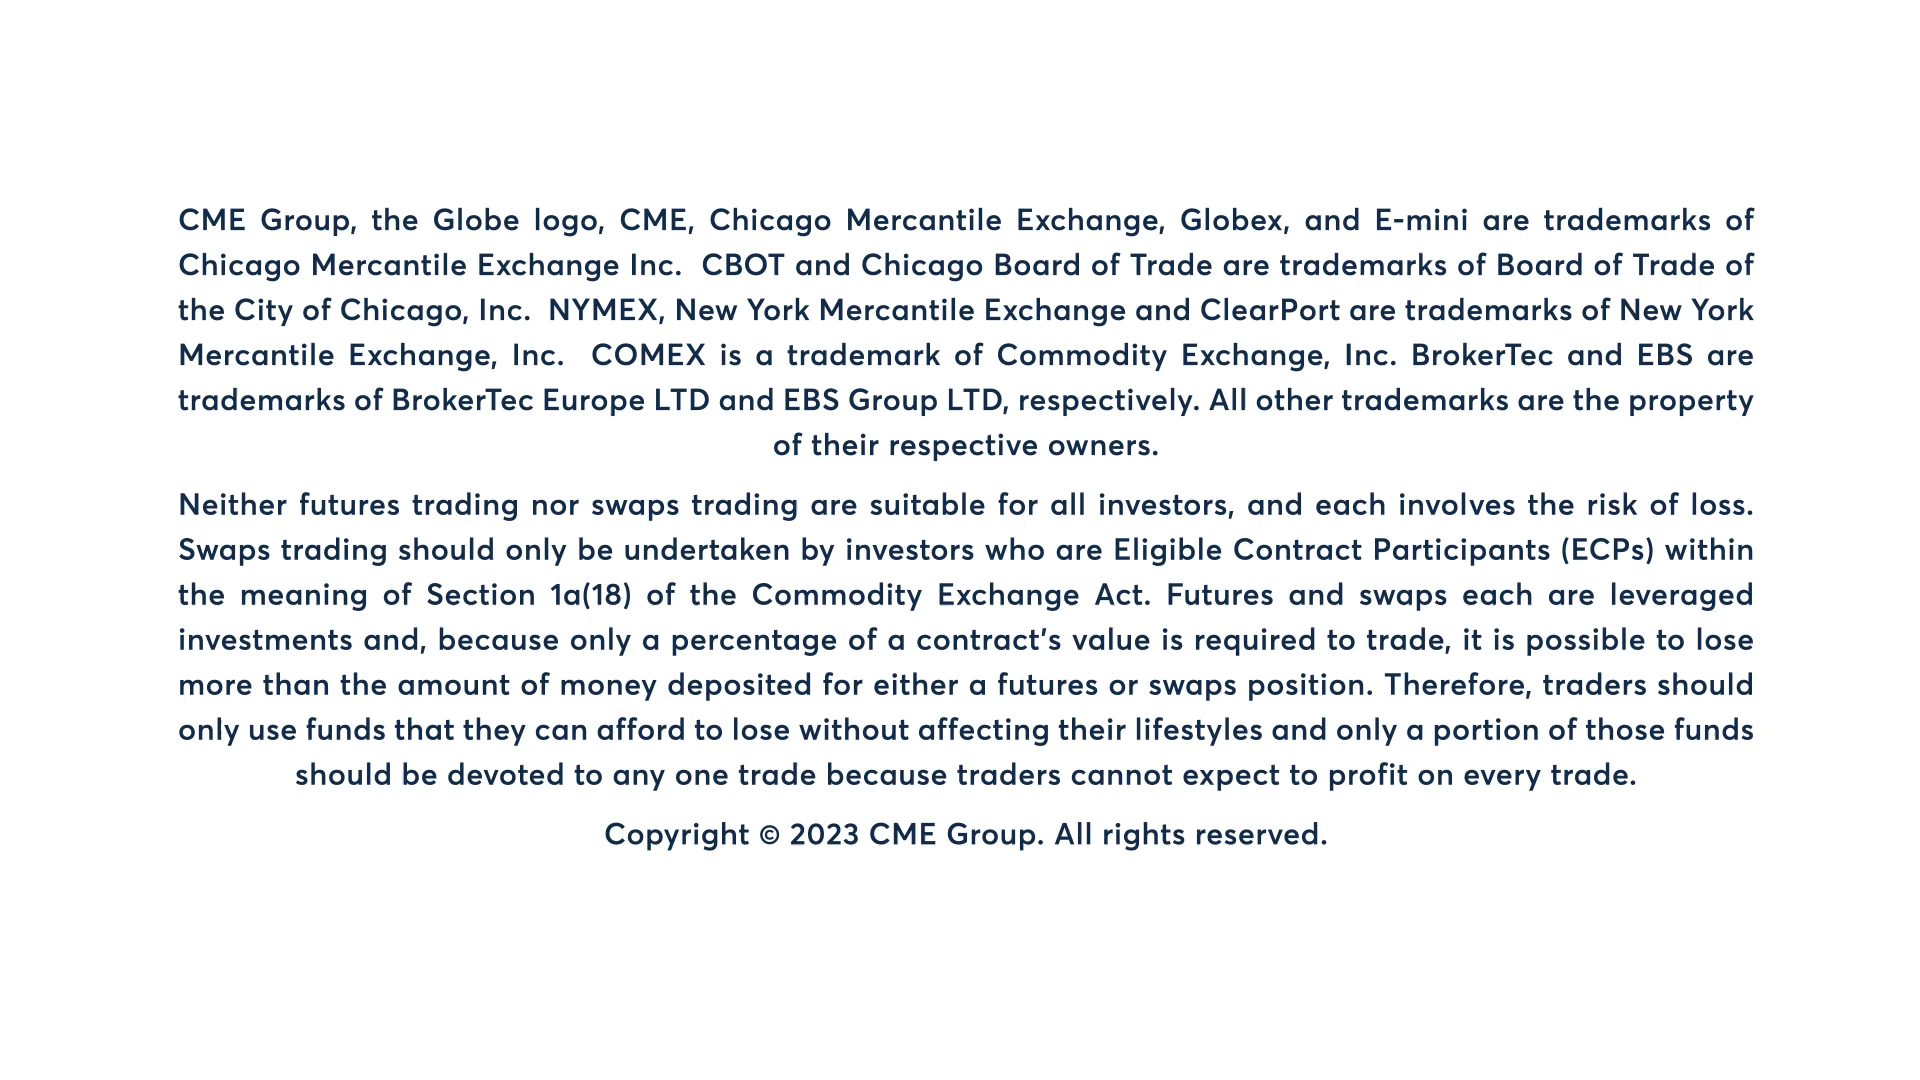 CME Group, the Globe logo, CME, Chicago Mercantile Exchange, Globex, and E-mini are trademarks of
Chicago Mercantile Exchange Inc.  CBOT and Chicago Board of Trade are trademarks of Board of Trade of
the City of Chicago, Inc.  NYMEX, New York Mercantile Exchange and ClearPort are trademarks of New York
Mercantile Exchange, Inc.  COMEX is a trademark of Commodity Exchange, Inc. BrokerTec and EBS are
trademarks of BrokerTec Europe LTD and EBS Group LTD, respectively. All other trademarks are the property
of their respective owners.
Neither futures trading nor swaps trading are suitable for all investors, and each involves the risk of loss.
Swaps trading should only be undertaken by investors who are Eligible Contract Participants (ECPs) within
the meaning of Section 1a(18) of the Commodity Exchange Act. Futures and swaps each are leveraged
investments and, because only a percentage of a contract's value is required to trade, it is possible to lose
more than the amount of money deposited for either a futures or swaps position. Therefore, traders should
only use funds that they can afford to lose without affecting their lifestyles and only a portion of those funds
should be devoted to any one trade because traders cannot expect to profit on every trade.
Copyright © 2023 CME Group. All rights reserved.